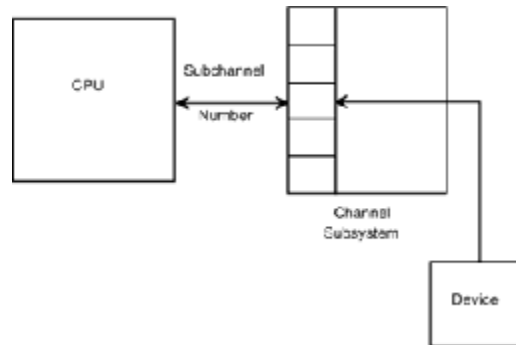 CPU
Subchannel
Number
Channel
Subsystem
Device